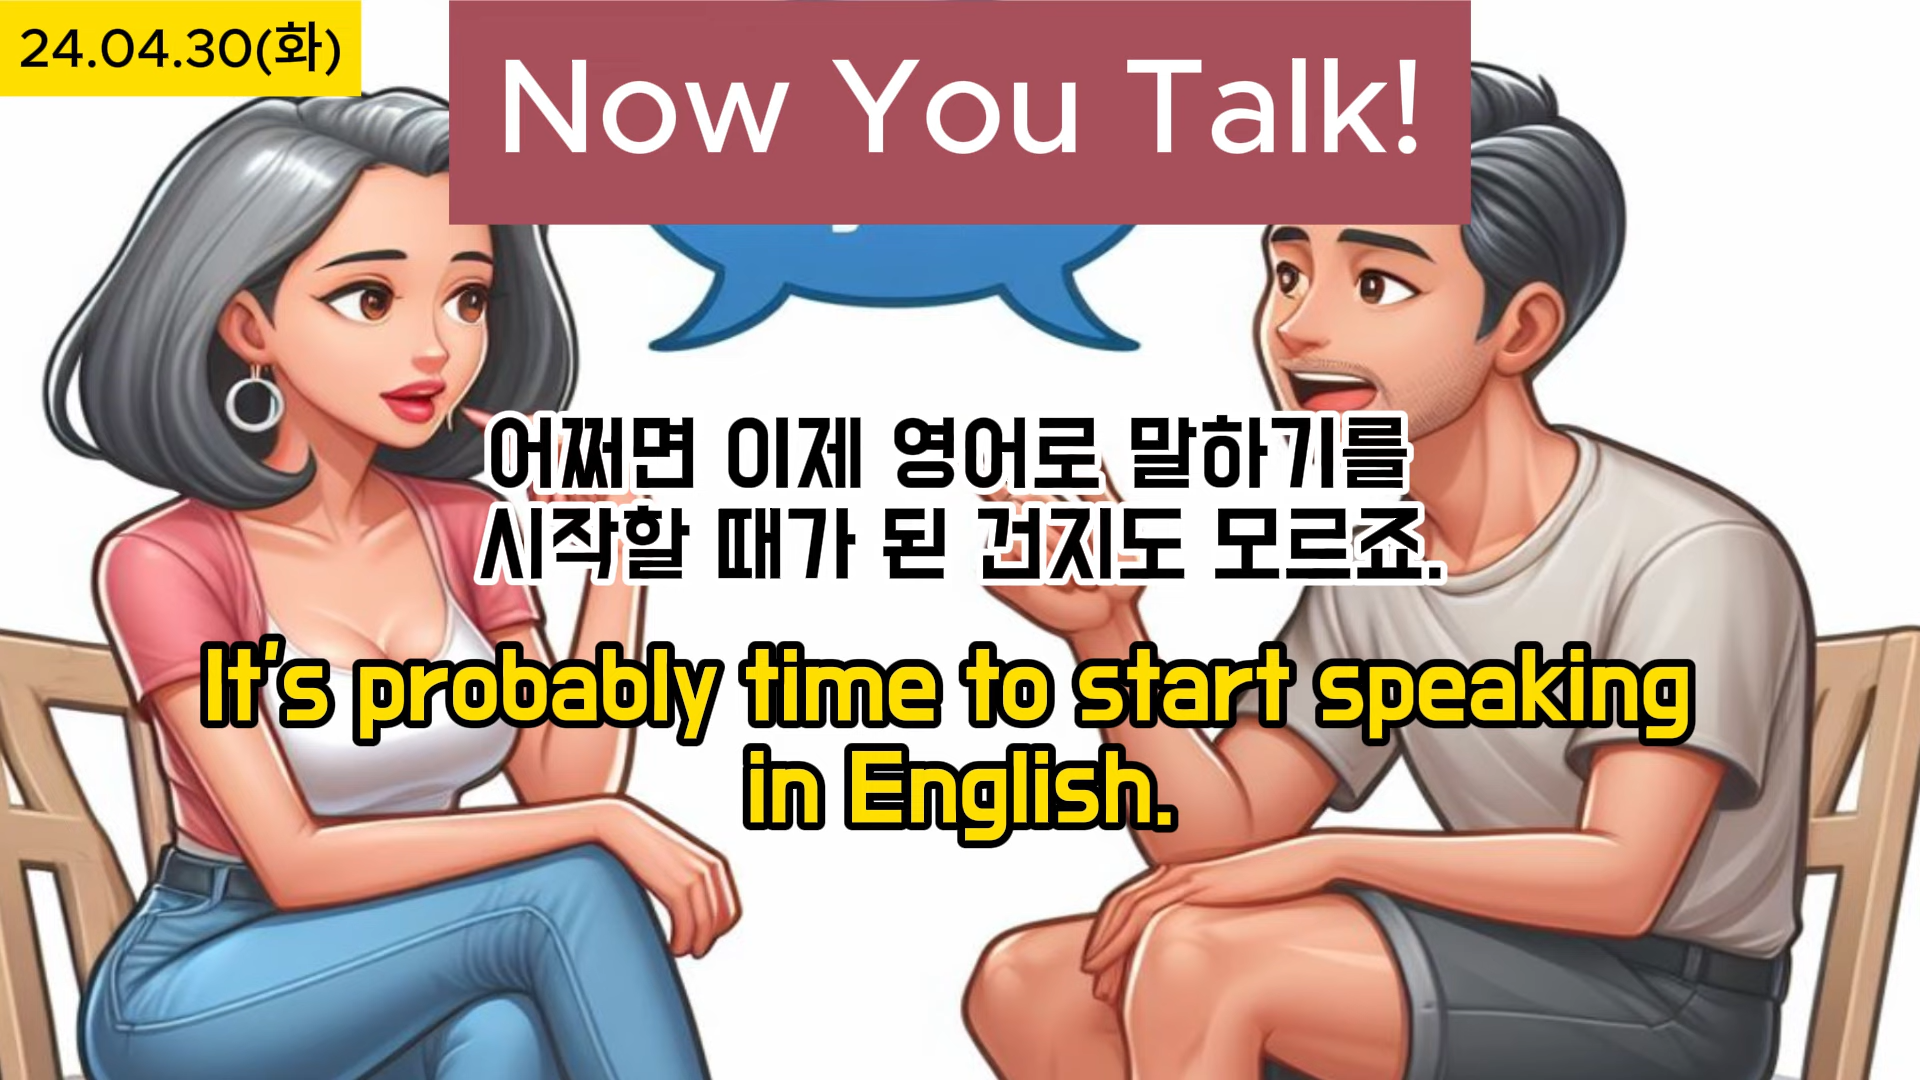 24.04.30(화)
Now You Talk!
어쩌면 이제 영어로 말하기를
시작할 때가 된 건지도 모르죠.
It's probably time to start speaking
in English.